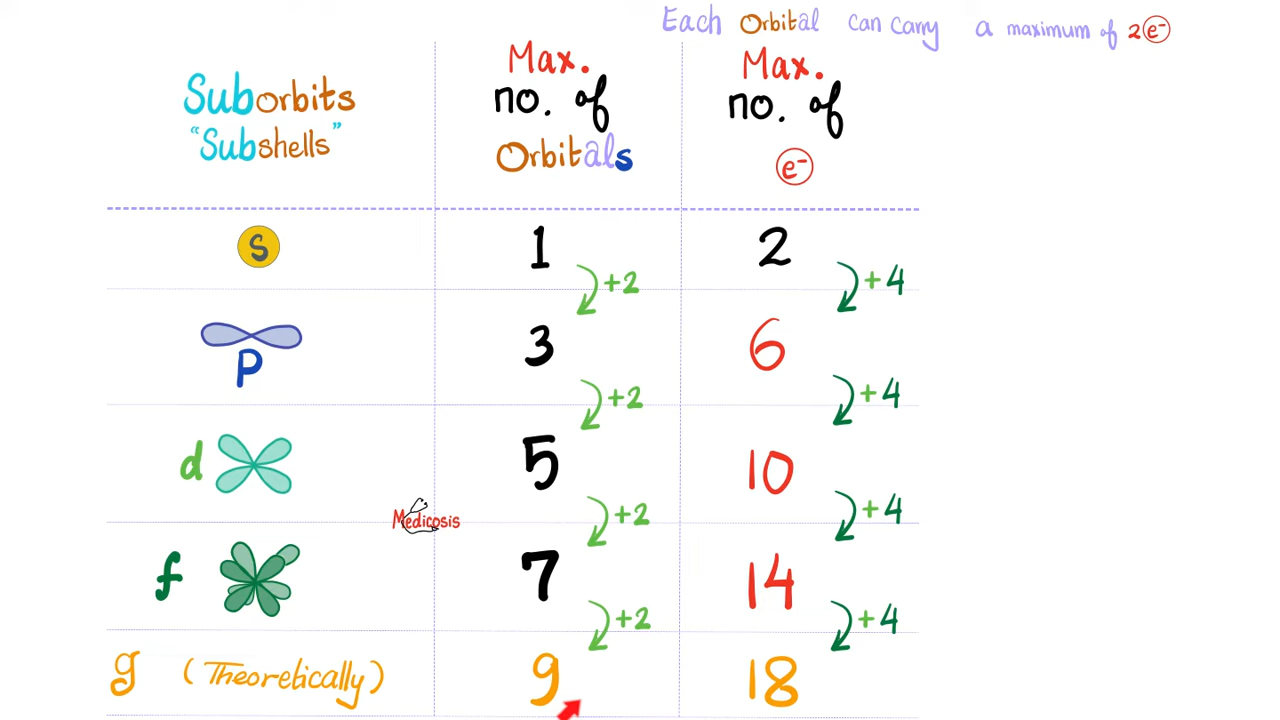 Each Orbital can carry a maximum of 2 e-
Suborbits
"Subshells"
Max.
no. of
Orbitals
Max.
no. of
e-
S
1
2
+2
+4
P
3
6
+2
+4
d
5
10
+2
+4
Medicosis
f
7
14
+2
+4
g (Theoretically)
9
18